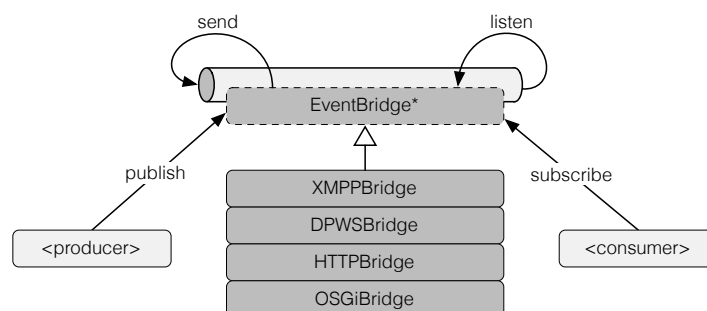 send
listen
EventBridge*
publish
subscribe
XMPPBridge
DPWSBridge
<producer>
<consumer>
HTTPBridge
OSGiBridge